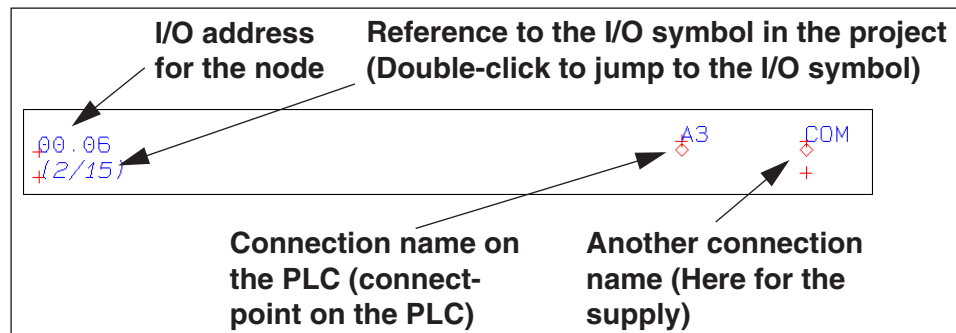 I/O address
for the node
Reference to the I/O symbol in the project
(Double-click to jump to the I/O symbol)
00.06
(2/15)
A3
COM
Connection name on
the PLC (connect-
point on the PLC)
Another connection
name (Here for the
supply)